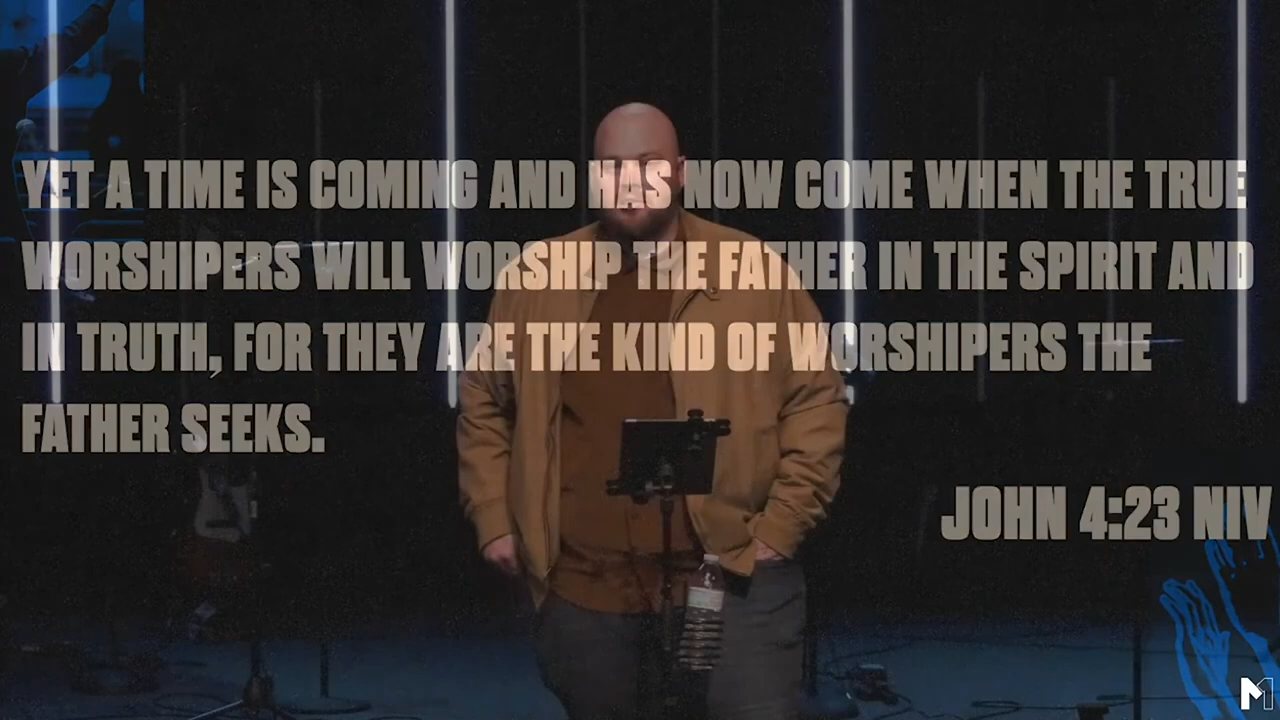 YET A TIME IS COMING AND HAS NOW COME WHEN THE TRUE
WORSHIPERS WILL WORSHIP THE FATHER IN THE SPIRIT AND
IN TRUTH, FOR THEY ARE THE KIND OF WORSHIPERS THE
FATHER SEEKS.
JOHN 4:23 NIV
M1